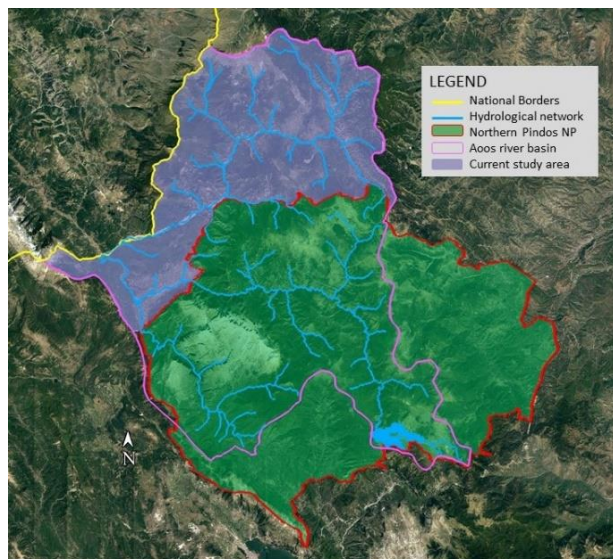 LEGEND
National Borders
Hydrological network
Northern Pindos NP
Aoos river basin
Current study area
N